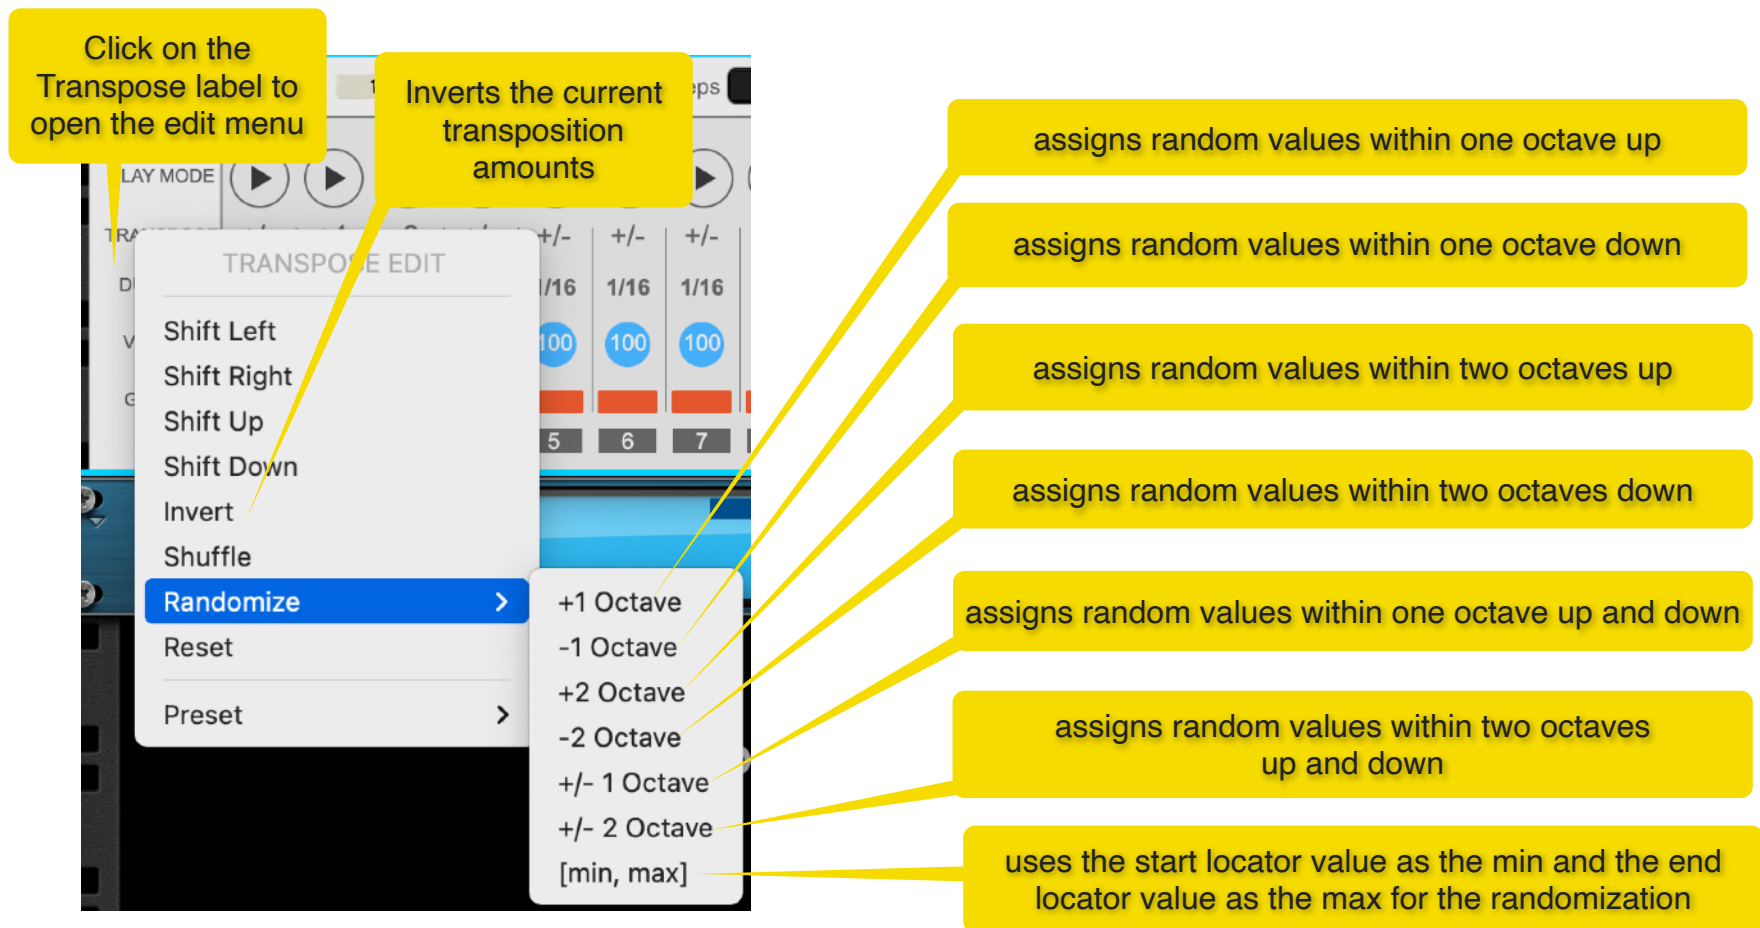 Click on the
Transpose label to
open the edit menu
Inverts the current
transposition
amounts
LAY MODE
+/- +/- +/-
TRANSPOSE EDIT
1/16 1/16
Shift Left
100 100 100
Shift Right
Shift Up
5 6 7
Shift Down
Invert
Shuffle
Randomize
Reset
Preset
+1 Octave
-1 Octave
+2 Octave
-2 Octave
+/- 1 Octave
+/- 2 Octave
[min, max]
assigns random values within one octave up
assigns random values within one octave down
assigns random values within two octaves up
assigns random values within two octaves down
assigns random values within one octave up and down
assigns random values within two octaves
up and down
uses the start locator value as the min and the end
locator value as the max for the randomization